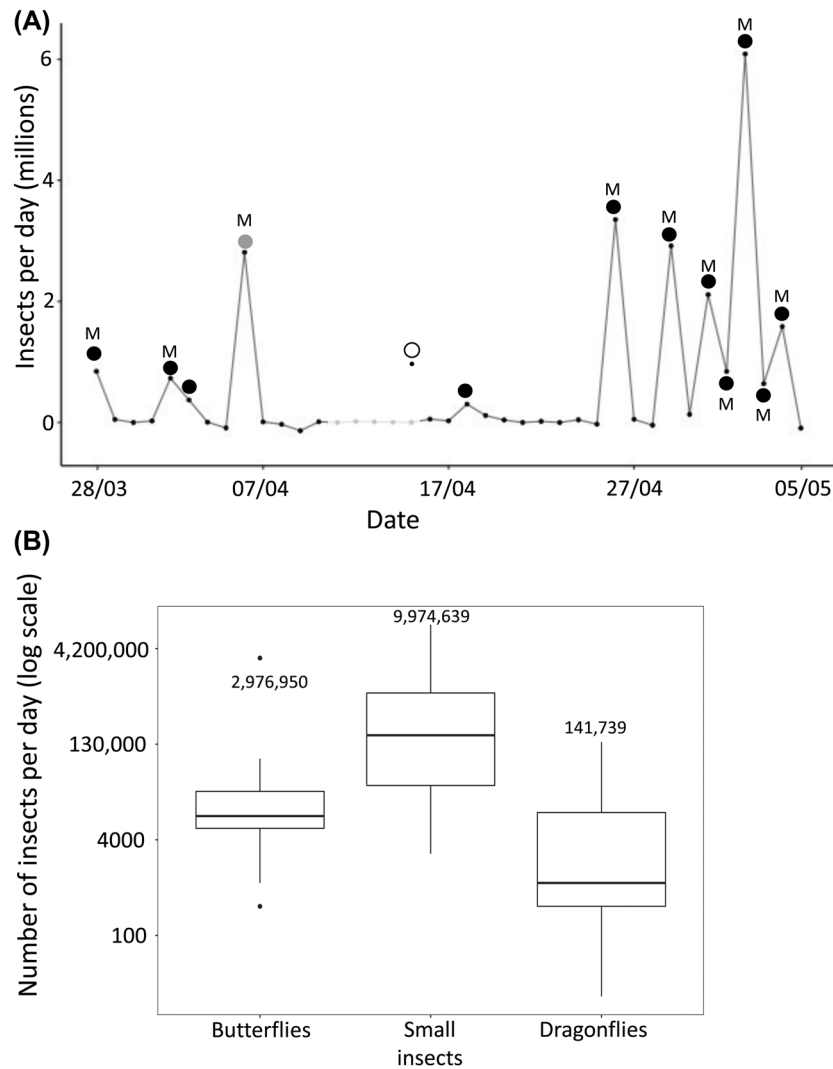 (A)
Insects per day (millions)
6
4
2
0
M
M
M
M
M
M
M
M
M
M
28/03
07/04
17/04
27/04
05/05
Date
(B)
Number of insects per day (log scale)
4,200,000
130,000
4000
100
2,976,950
9,974,639
141,739
Butterflies
Small
insects
Dragonflies